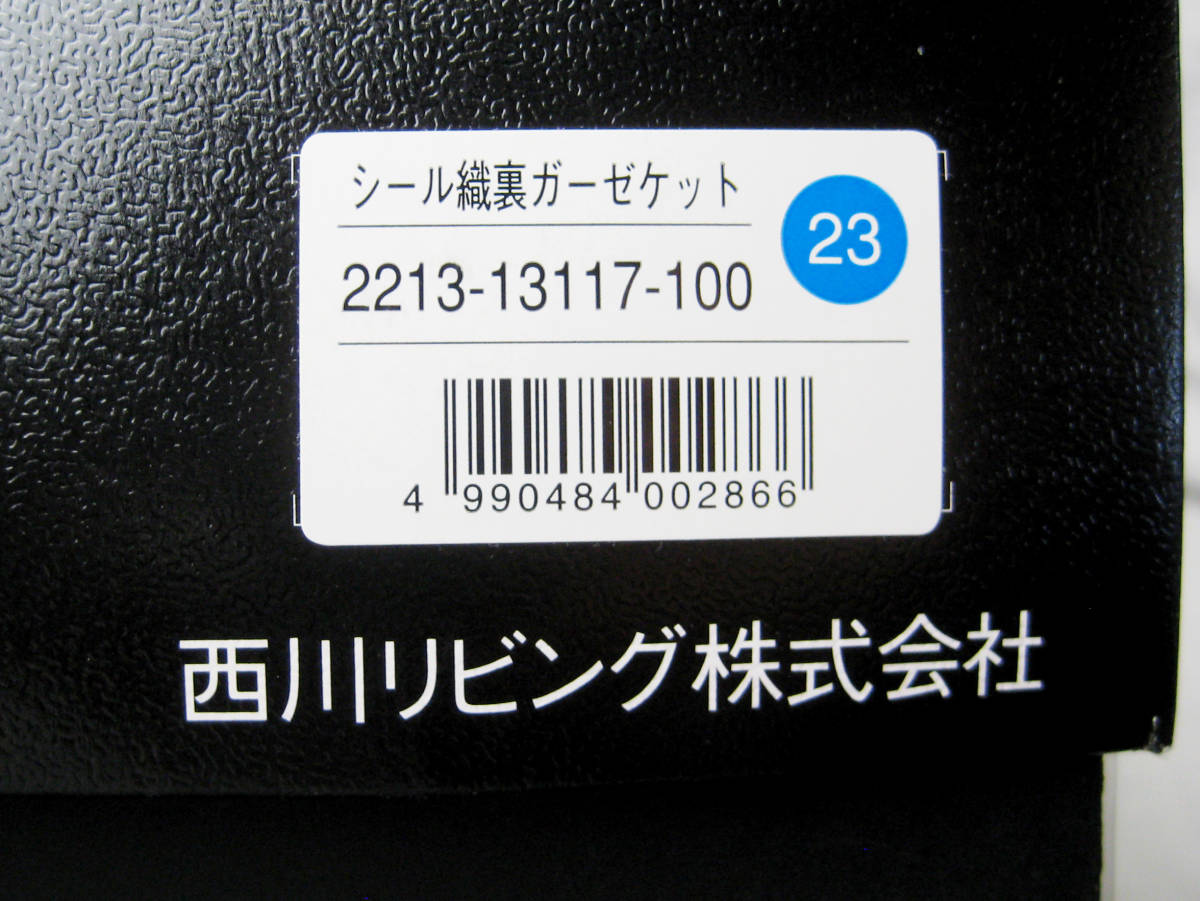 シール織裏ガーゼケット
23
2213-13117-100
4 990484 002866
西川リビング株式会社